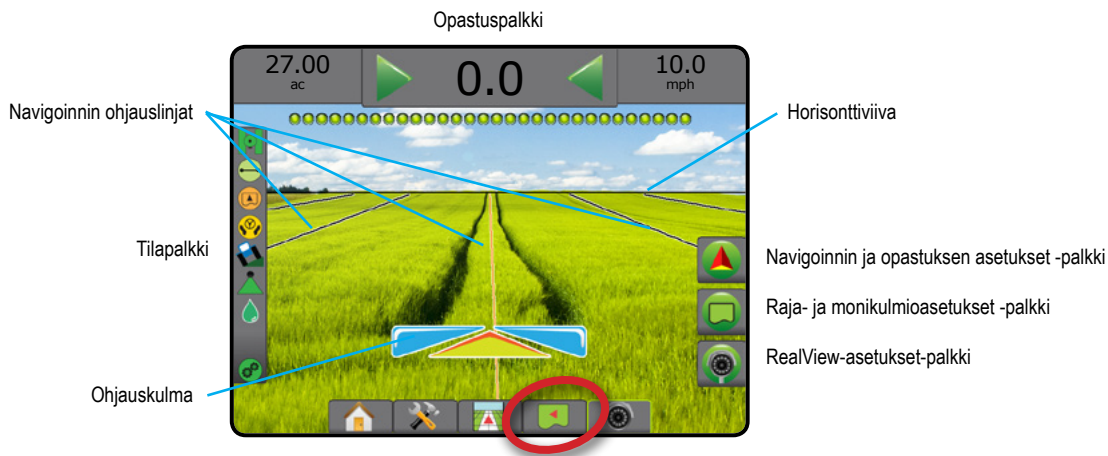 Opastuspalkki
27.00
ac
0.0
10.0
mph
Navigoinnin ohjauslinjat
Horisonttiviiva
Tilapalkki
Navigoinnin ja opastuksen asetukset -palkki
Raja- ja monikulmioasetukset -palkki
RealView-asetukset-palkki
Ohjauskulma